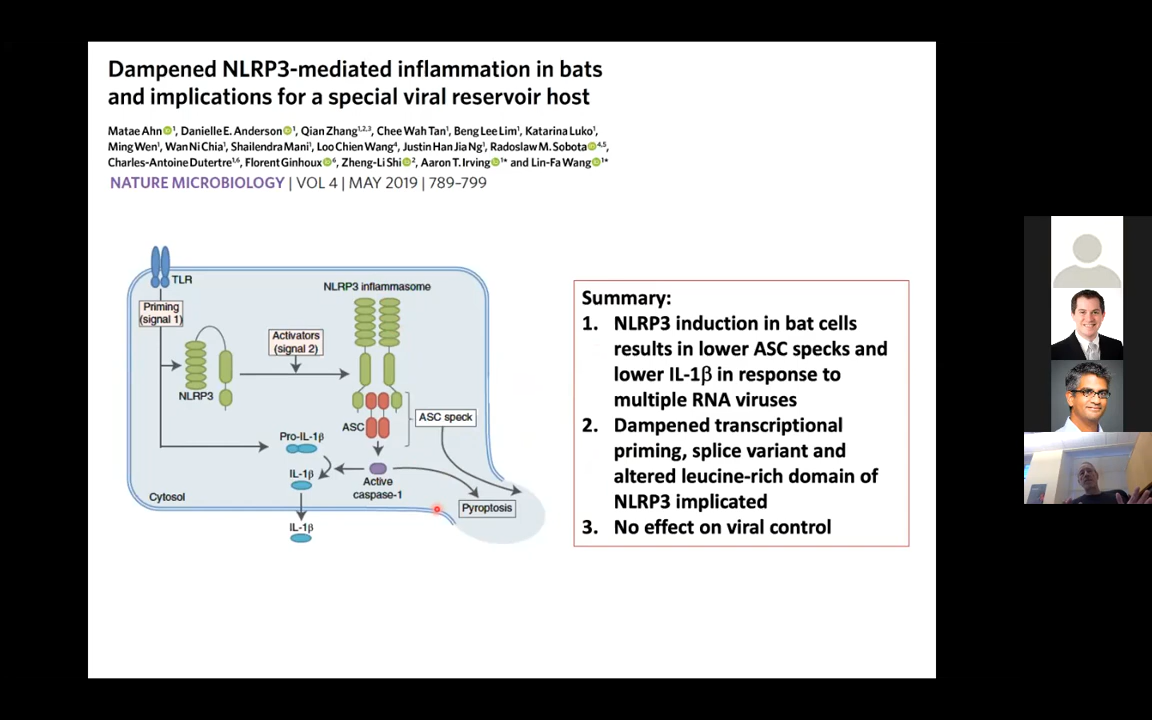 Dampened NLRP3-mediated inflammation in bats
and implications for a special viral reservoir host
Matae Ahn¹, Danielle E. Anderson¹, Qian Zhang¹,²,³, Chee Wah Tan¹, Beng Lee Lim¹, Katarina Luko¹,
Ming Wen¹, Wan Ni Chia¹, Shailendra Mani¹, Loo Chien Wang⁴, Justin Han Jia Ng¹, Radoslaw M. Sobota⁴,⁵,
Charles-Antoine Dutertre¹,⁶, Florent Ginhoux⁶, Zheng-Li Shi², Aaron T. Irving¹* and Lin-Fa Wang¹*
NATURE MICROBIOLOGY | VOL 4 | MAY 2019 | 789–799
TLR
Priming
(signal 1)
NLRP3
Activators
(signal 2)
NLRP3 inflammasome
ASC
ASC speck
Pro-IL-1β
IL-1β
Active
caspase-1
Pyroptosis
Cytosol
IL-1β
Summary:
1. NLRP3 induction in bat cells
results in lower ASC specks and
lower IL-1β in response to
multiple RNA viruses
2. Dampened transcriptional
priming, splice variant and
altered leucine-rich domain of
NLRP3 implicated
3. No effect on viral control